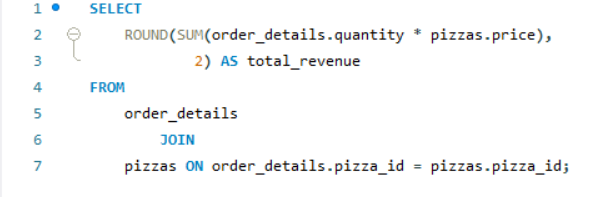 1 SELECT
2 ROUND(SUM(order_details.quantity * pizzas.price),
3 2) AS total_revenue
4 FROM
5 order_details
6 JOIN
7 pizzas ON order_details.pizza_id = pizzas.pizza_id;